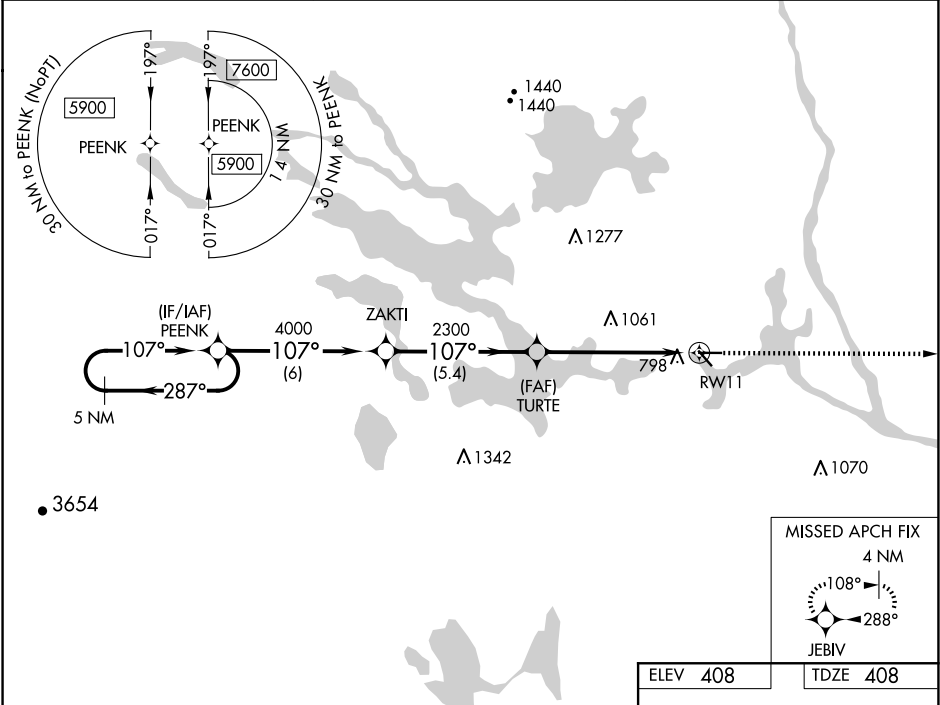 30 NM to PEENK (NoPT)
5900
197°
PEENK
017°
197°
7600
PEENK
5900
14 NM
017°
30 NM to PEENK
1440
1440
1277
(IF/IAF)
PEENK
107°
287°
5 NM
4000
107°
(6)
ZAKTI
2300
107°
(5.4)
(FAF)
TURTE
1061
798
RW11
1342
1070
3654
MISSED APCH FIX
4 NM
108°
288°
JEBIV
ELEV 408
TDZE 408